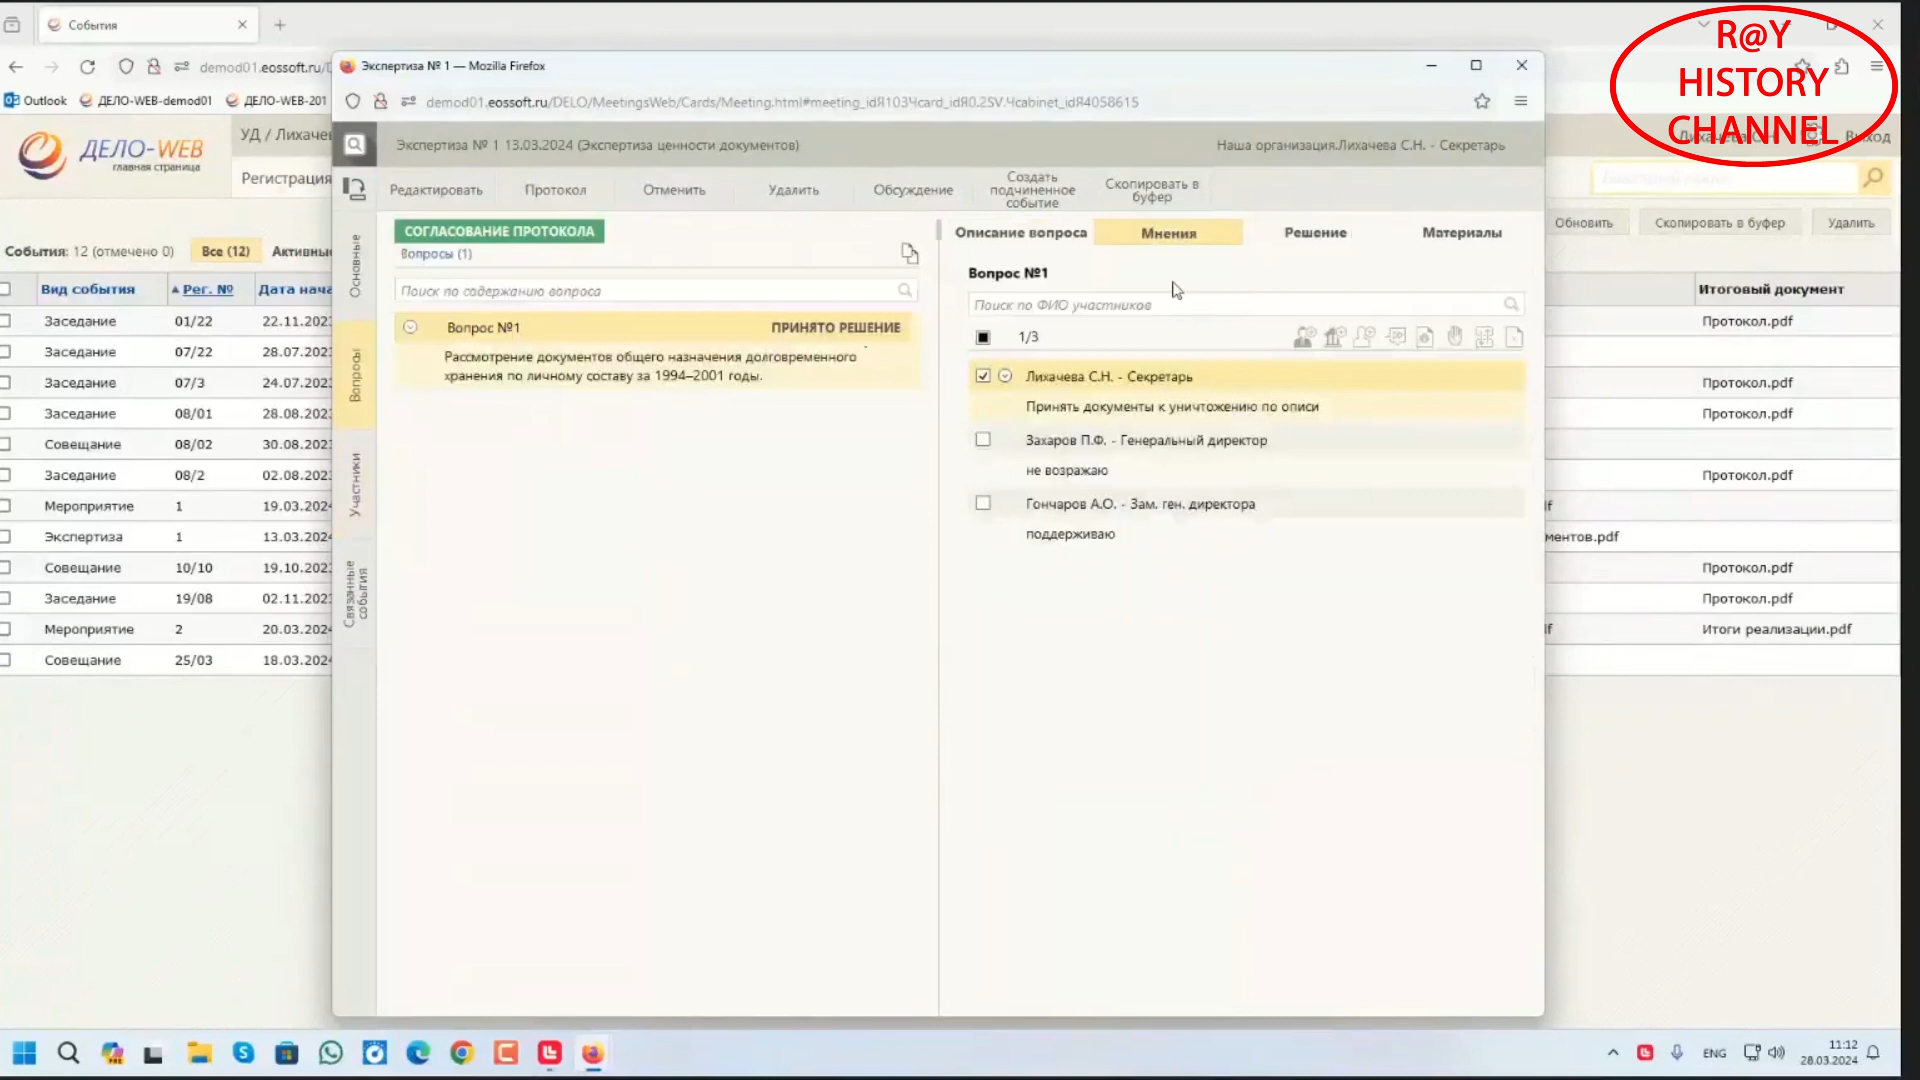 События
Экспертиза № 1 — Mozilla Firefox
demod01.eossoft.ru/
demod01.eossoft.ru/DELO/MeetingsWeb/Cards/Meeting.html#meeting_idЯ103Чcard_idЯ0.2SV.Чcabinet_idЯ4058615
Outlook
ДЕЛО-WEB-demod01
ДЕЛО-WEB-201
R@Y
HISTORY
CHANNEL
ДЕЛО-WEB
главная страница
УД / Лихачев
Регистрация
Выход
Экспертиза № 1 13.03.2024 (Экспертиза ценности документов)
Наша организация.Лихачева С.Н. - Секретарь
Редактировать
Протокол
Отменить
Удалить
Обсуждение
Создать
подчиненное
событие
Скопировать в
буфер
Обновить
Скопировать в буфер
Удалить
События: 12 (отмечено 0)
Все (12)
Активны
Вид события
Рег. №
Дата нача
Итоговый документ
Заседание 01/22 22.11.202
Протокол.pdf
Заседание 07/22 28.07.202
Заседание 07/3 24.07.202
Протокол.pdf
Заседание 08/01 28.08.202
Протокол.pdf
Совещание 08/02 30.08.202
Заседание 08/2 02.08.202
Протокол.pdf
Мероприятие 1 19.03.202
Экспертиза 1 13.03.202
ментов.pdf
Совещание 10/10 19.10.202
Протокол.pdf
Заседание 19/08 02.11.202
Протокол.pdf
Мероприятие 2 20.03.202
Итоги реализации.pdf
Совещание 25/03 18.03.202
Основные
Вопросы
Участники
Связанные
события
СОГЛАСОВАНИЕ ПРОТОКОЛА
Вопросы (1)
Поиск по содержанию вопроса
Вопрос №1
ПРИНЯТО РЕШЕНИЕ
Рассмотрение документов общего назначения долговременного
хранения по личному составу за 1994–2001 годы.
Описание вопроса
Мнения
Решение
Материалы
Вопрос №1
Поиск по ФИО участников
1/3
Лихачева С.Н. - Секретарь
Принять документы к уничтожению по описи
Захаров П.Ф. - Генеральный директор
не возражаю
Гончаров А.О. - Зам. ген. директора
поддерживаю
ENG
11:12
28.03.2024